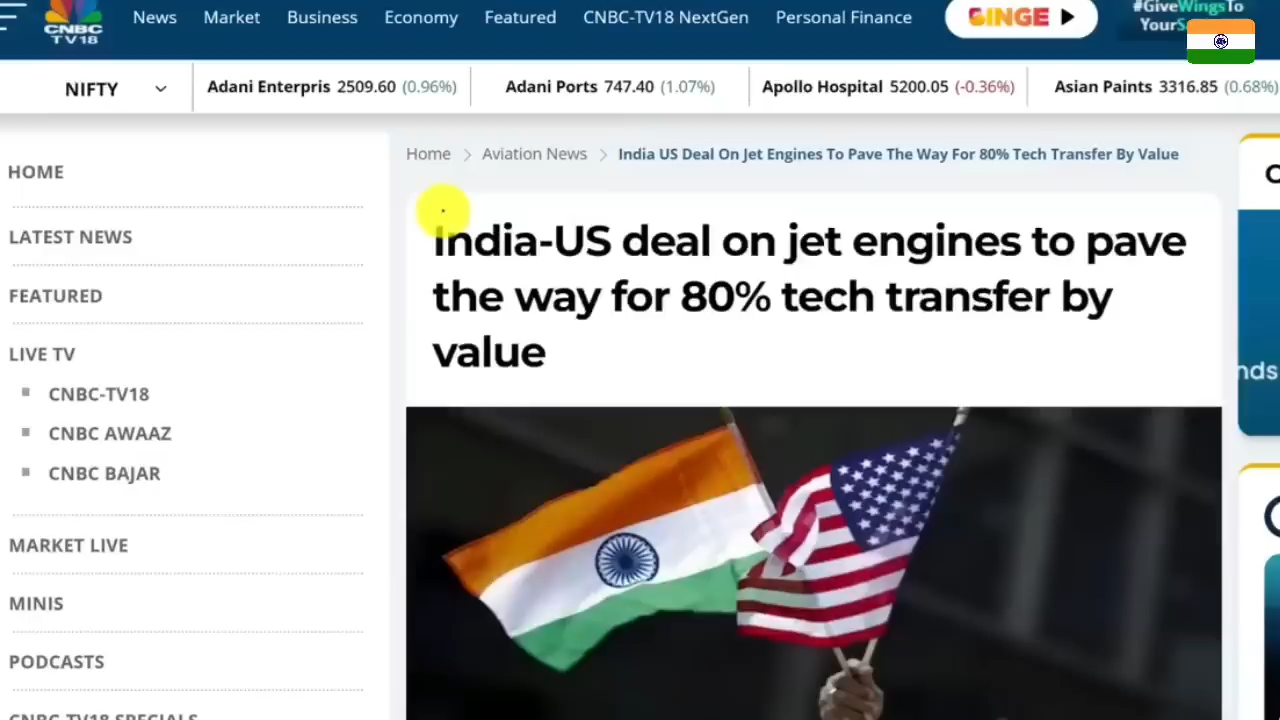 CNBC
TV18
News Market Business Economy Featured CNBC-TV18 NextGen Personal Finance
BINGE
#GiveWingsTo
NIFTY
Adani Enterpris 2509.60 (0.96%) Adani Ports 747.40 (1.07%) Apollo Hospital 5200.05 (-0.36%) Asian Paints 3316.85 (0.68%)
Home > Aviation News > India US Deal On Jet Engines To Pave The Way For 80% Tech Transfer By Value
India-US deal on jet engines to pave
the way for 80% tech transfer by
value
HOME
LATEST NEWS
FEATURED
LIVE TV
CNBC-TV18
CNBC AWAAZ
CNBC BAJAR
MARKET LIVE
MINIS
PODCASTS
CNBC-TV18 SPECIALS